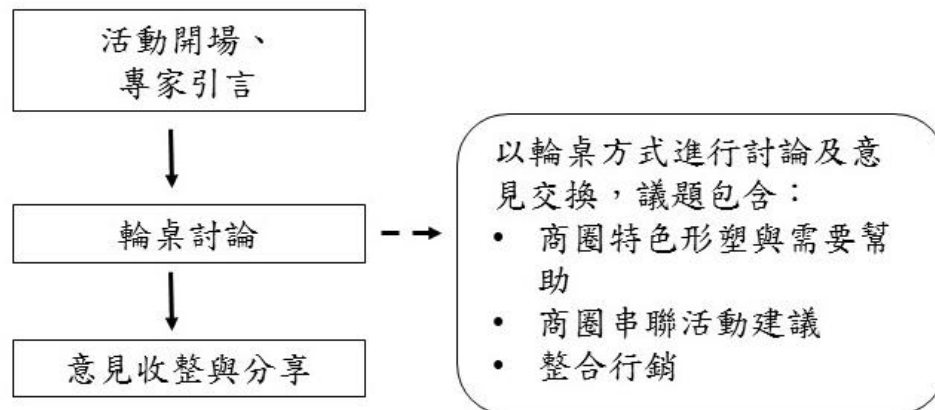 活動開場、
專家引言
輪桌討論
意見收整與分享
以輪桌方式進行討論及意
見交換，議題包含：
• 商圈特色形塑與需要幫
助
• 商圈串聯活動建議
• 整合行銷